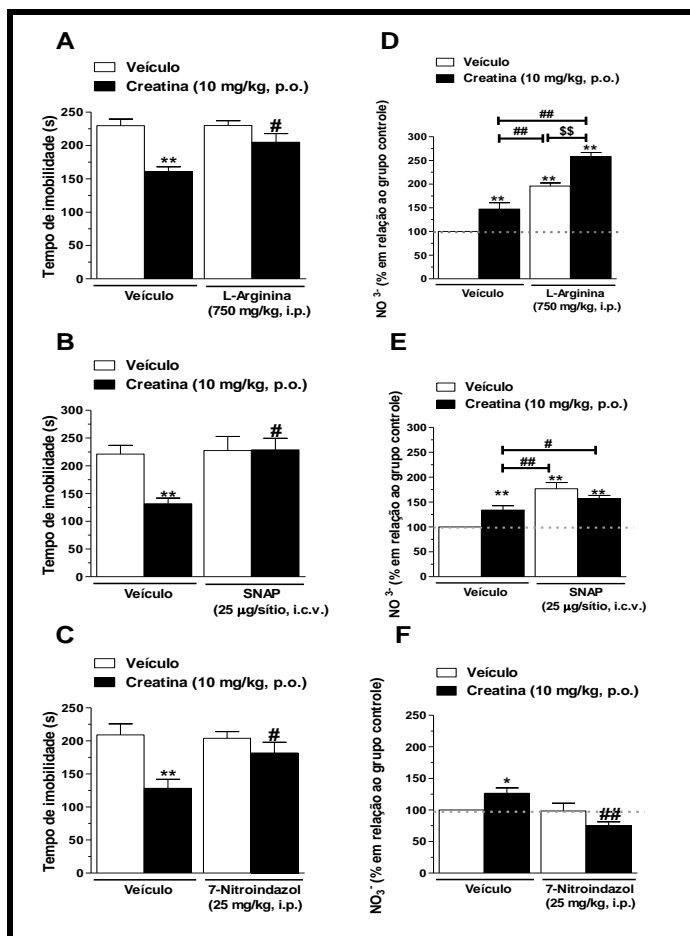 A
Veículo
Creatina (10 mg/kg, p.o.)
Tempo de imobilidade (s)
250
200
150
100
50
0
**
#
Veículo
L-Arginina
(750 mg/kg, i.p.)
D
Veículo
Creatina (10 mg/kg, p.o.)
NO 3- (% em relação ao grupo controle)
300
250
200
150
100
50
0
##
##
$$
**
**
**
Veículo
L-Arginina
(750 mg/kg, i.p.)
B
Veículo
Creatina (10 mg/kg, p.o.)
Tempo de imobilidade (s)
300
250
200
150
100
50
0
**
#
Veículo
SNAP
(25 µg/sítio, i.c.v.)
E
Veículo
Creatina (10 mg/kg, p.o.)
NO 3- (% em relação ao grupo controle)
300
250
200
150
100
50
0
#
##
**
**
**
Veículo
SNAP
(25 µg/sítio, i.c.v.)
C
Veículo
Creatina (10 mg/kg, p.o.)
Tempo de imobilidade (s)
250
200
150
100
50
0
**
#
Veículo
7-Nitroindazol
(25 mg/kg, i.p.)
F
Veículo
Creatina (10 mg/kg, p.o.)
NO3- (% em relação ao grupo controle)
300
250
200
150
100
50
0
*
##
Veículo
7-Nitroindazol
(25 mg/kg, i.p.)